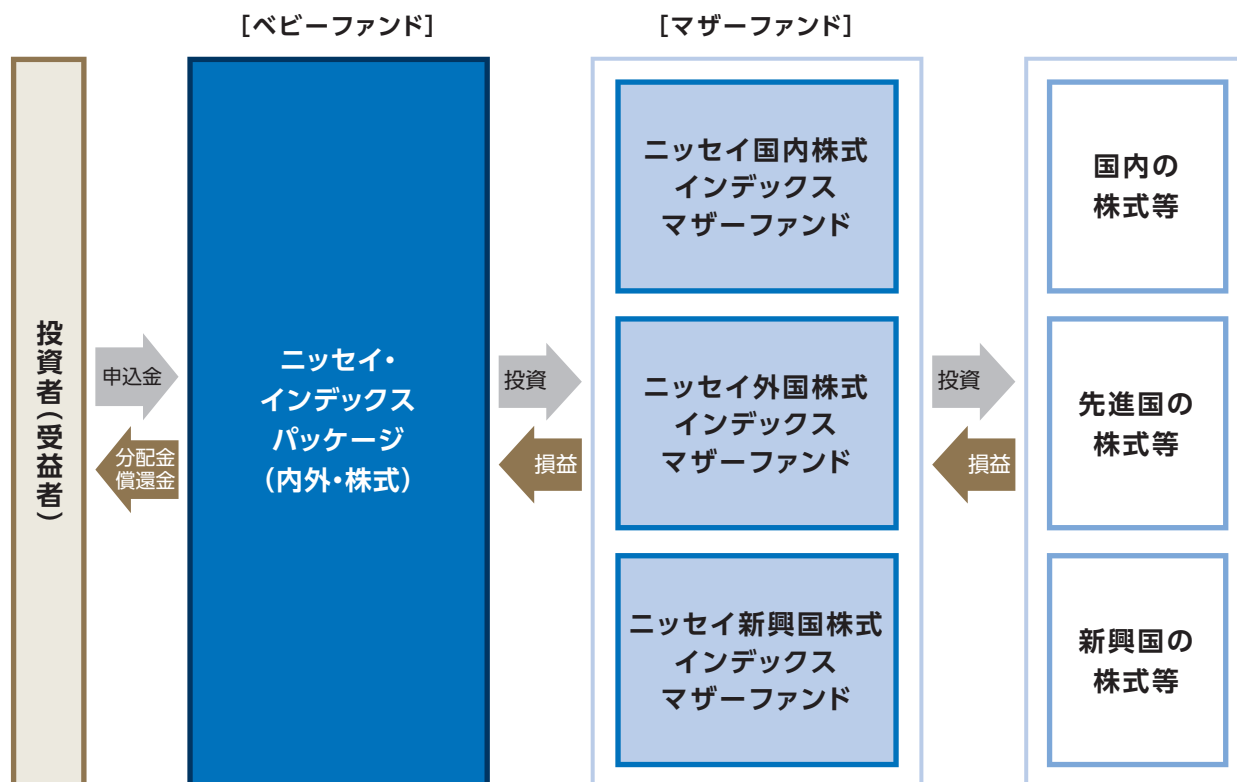 [ベビーファンド]
[マザーファンド]
投資者(受益者)
申込金
分配金
償還金
ニッセイ・
インデックス
パッケージ
(内外・株式)
投資
損益
ニッセイ国内株式
インデックス
マザーファンド
ニッセイ外国株式
インデックス
マザーファンド
ニッセイ新興国株式
インデックス
マザーファンド
投資
損益
国内の
株式等
先進国の
株式等
新興国の
株式等